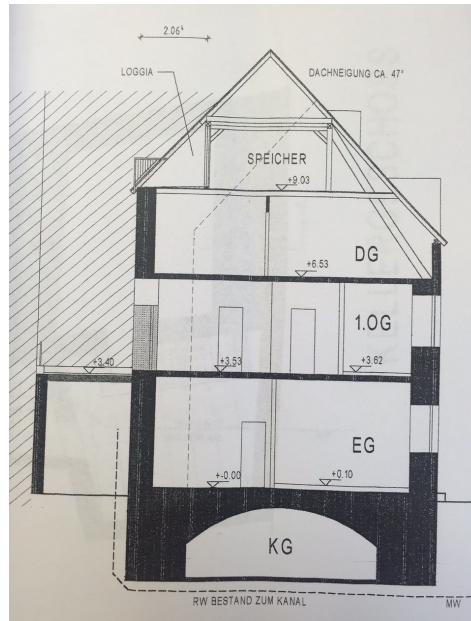 2.06⁵
LOGGIA
DACHNEIGUNG CA. 47°
SPEICHER
+9.03
DG
+6.53
1.OG
+3.40
+3.53
+3.62
EG
+-0.00
+0.10
KG
RW BESTAND ZUM KANAL
MW